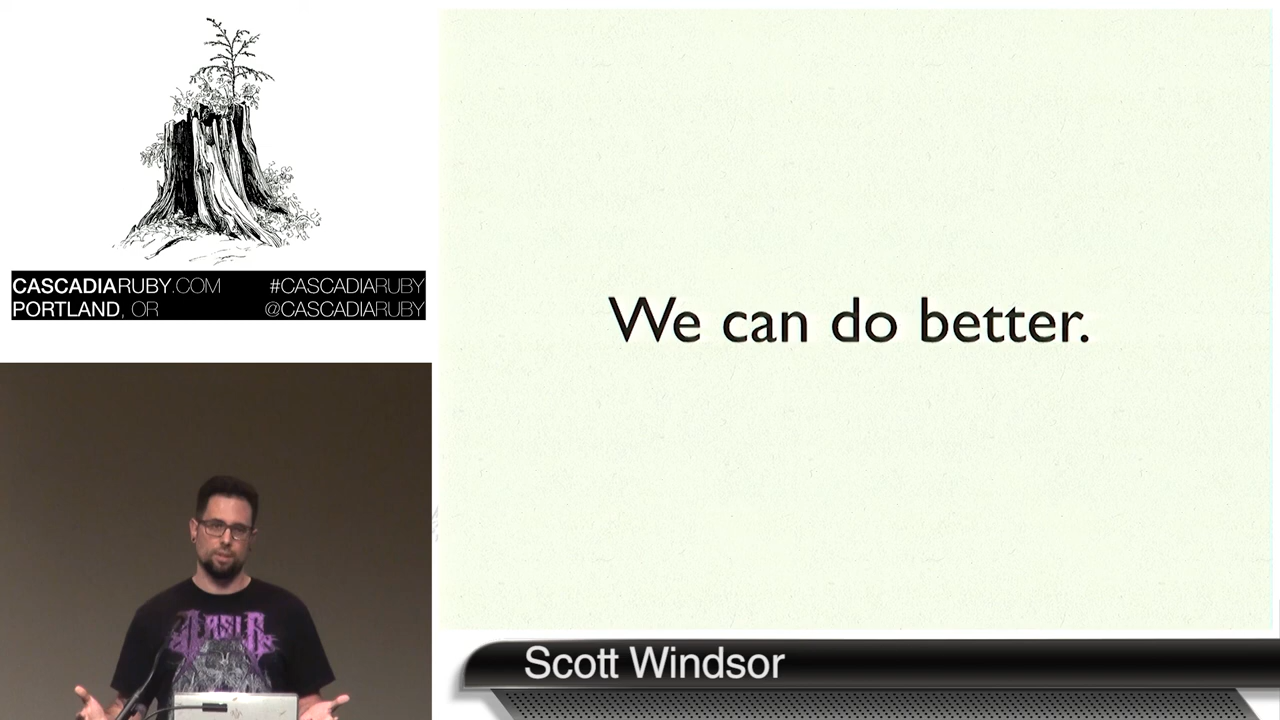 CASCADIARUBY.COM #CASCADIARUBY
PORTLAND, OR @CASCADIARUBY
We can do better.
Scott Windsor